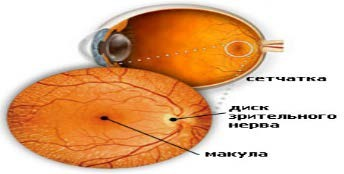 сетчатка
диск
зрительного
нерва
макула